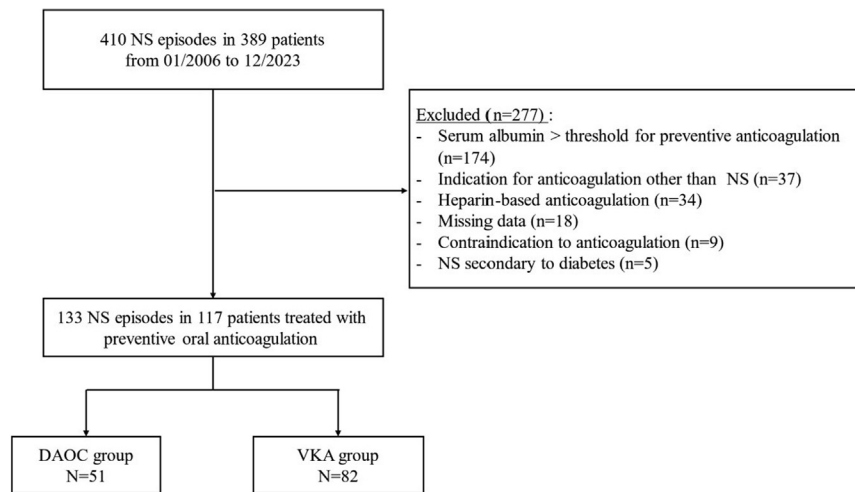 410 NS episodes in 389 patients
from 01/2006 to 12/2023
Excluded (n=277) :
- Serum albumin > threshold for preventive anticoagulation
(n=174)
- Indication for anticoagulation other than NS (n=37)
- Heparin-based anticoagulation (n=34)
- Missing data (n=18)
- Contraindication to anticoagulation (n=9)
- NS secondary to diabetes (n=5)
133 NS episodes in 117 patients treated with
preventive oral anticoagulation
DAOC group
N=51
VKA group
N=82